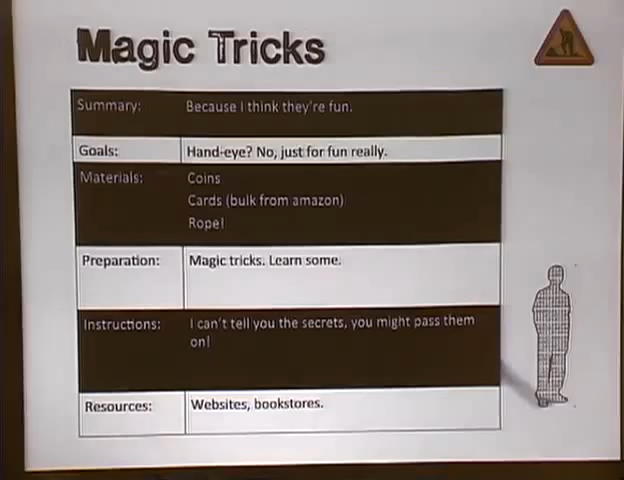 Magic Tricks
Summary: Because I think they're fun.
Goals: Hand-eye? No, just for fun really.
Materials: Coins
Cards (bulk from amazon)
Rope!
Preparation: Magic tricks. Learn some.
Instructions: I can't tell you the secrets, you might pass them
on!
Resources: Websites, bookstores.